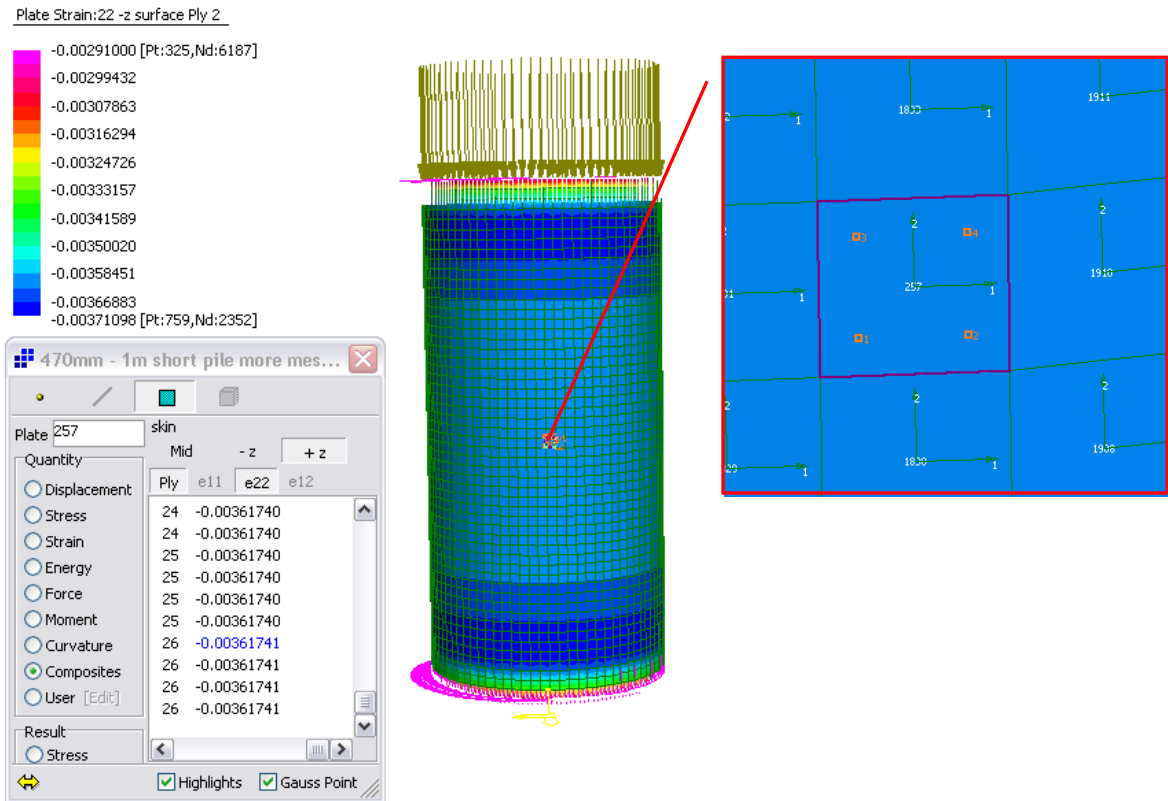 Plate Strain:22 -z surface Ply 2
-0.00291000 [Pt:325,Nd:6187]
-0.00299432
-0.00307863
-0.00316294
-0.00324726
-0.00333157
-0.00341589
-0.00350020
-0.00358451
-0.00366883
-0.00371098 [Pt:759,Nd:2352]
470mm - 1m short pile more mes...
Plate 257 skin
Mid - z + z
Quantity
Ply e11 e22 e12
Displacement
Stress
Strain
Energy
Force
Moment
Curvature
Composites
User [Edit]
24 -0.00361740
24 -0.00361740
25 -0.00361740
25 -0.00361740
25 -0.00361740
25 -0.00361740
26 -0.00361741
26 -0.00361741
26 -0.00361741
26 -0.00361741
Result
Stress
Highlights Gauss Point
2 1 1833 1 1911
2 2
3 4
31 1 257 1 1910
1 2
2 2 2
29 1 1830 1 1908